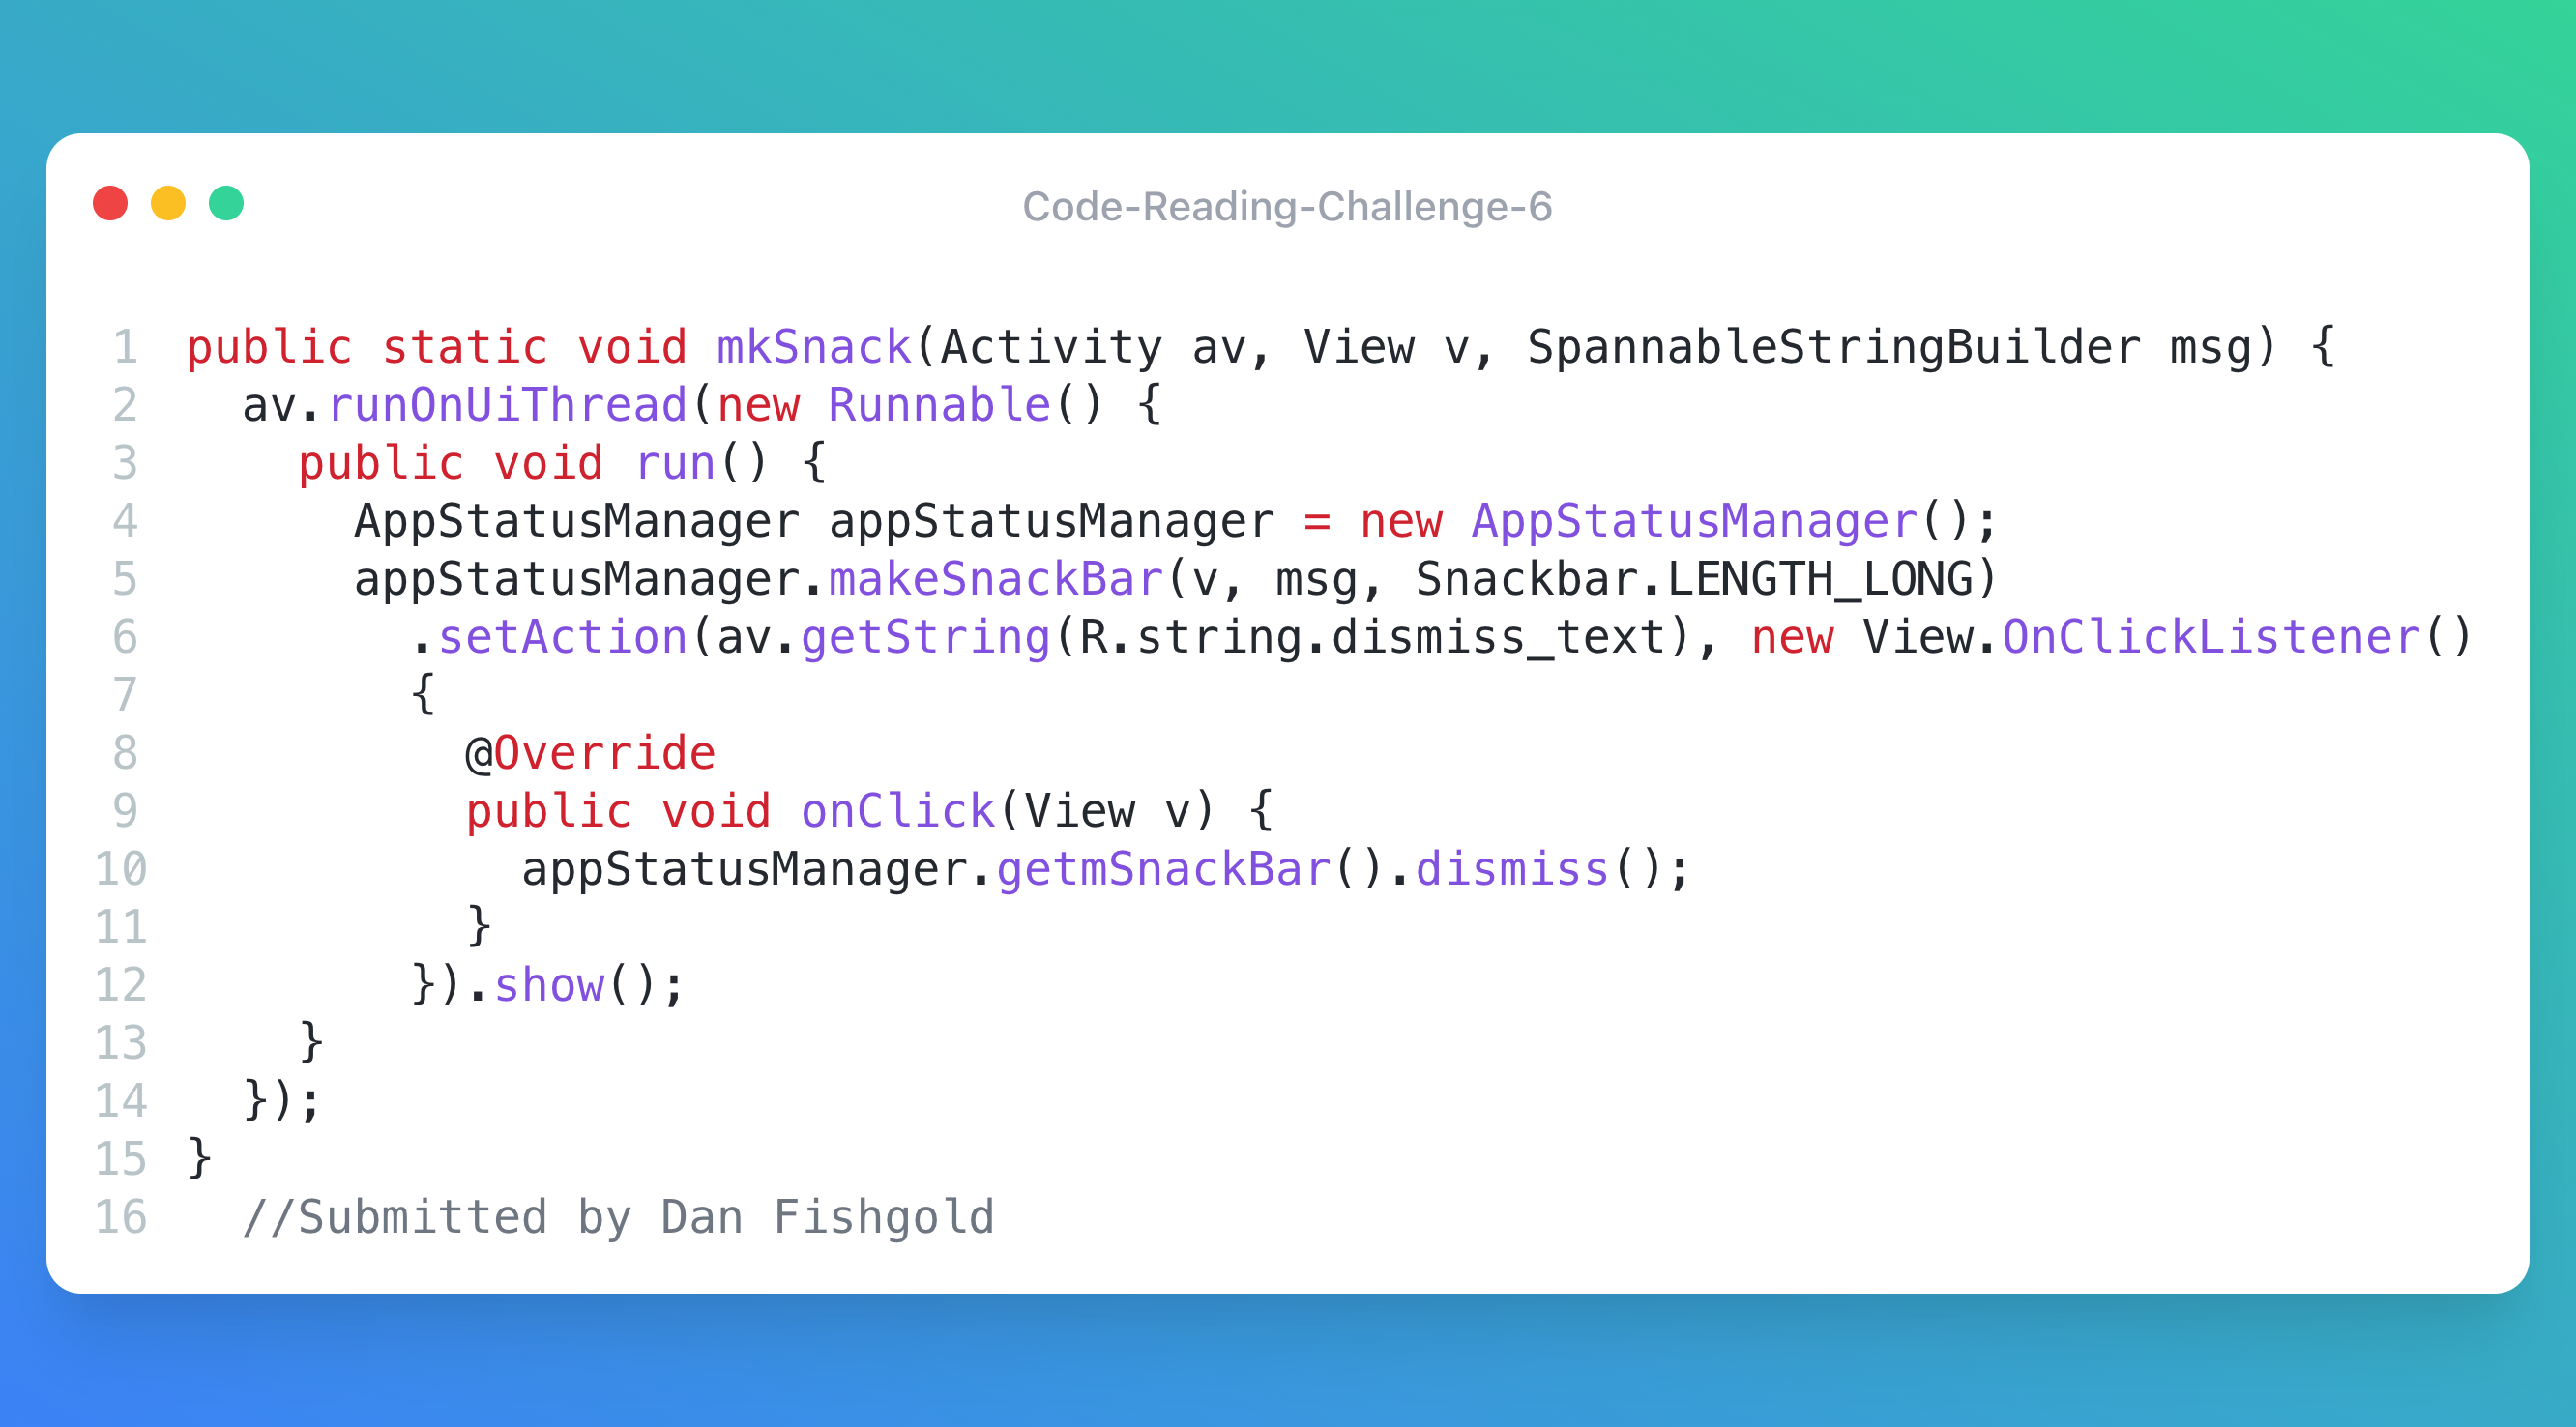 Code-Reading-Challenge-6
1 public static void mkSnack(Activity av, View v, SpannableStringBuilder msg) {
2   av.runOnUiThread(new Runnable() {
3     public void run() {
4       AppStatusManager appStatusManager = new AppStatusManager();
5       appStatusManager.makeSnackBar(v, msg, Snackbar.LENGTH_LONG)
6         .setAction(av.getString(R.string.dismiss_text), new View.OnClickListener()
7         {
8           @Override
9           public void onClick(View v) {
10             appStatusManager.getmSnackBar().dismiss();
11           }
12         }).show();
13     }
14   });
15 }
16   //Submitted by Dan Fishgold